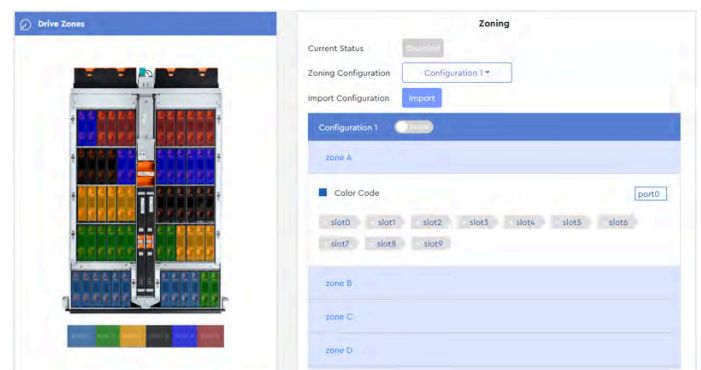 Drive Zones
Zoning
Current Status
Disabled
Zoning Configuration
Configuration 1
Import Configuration
Import
Configuration 1
zone A
Color Code
port0
slot0 slot1 slot2 slot3 slot4 slot5 slot6
slot7 slot8 slot9
zone B
zone C
zone D